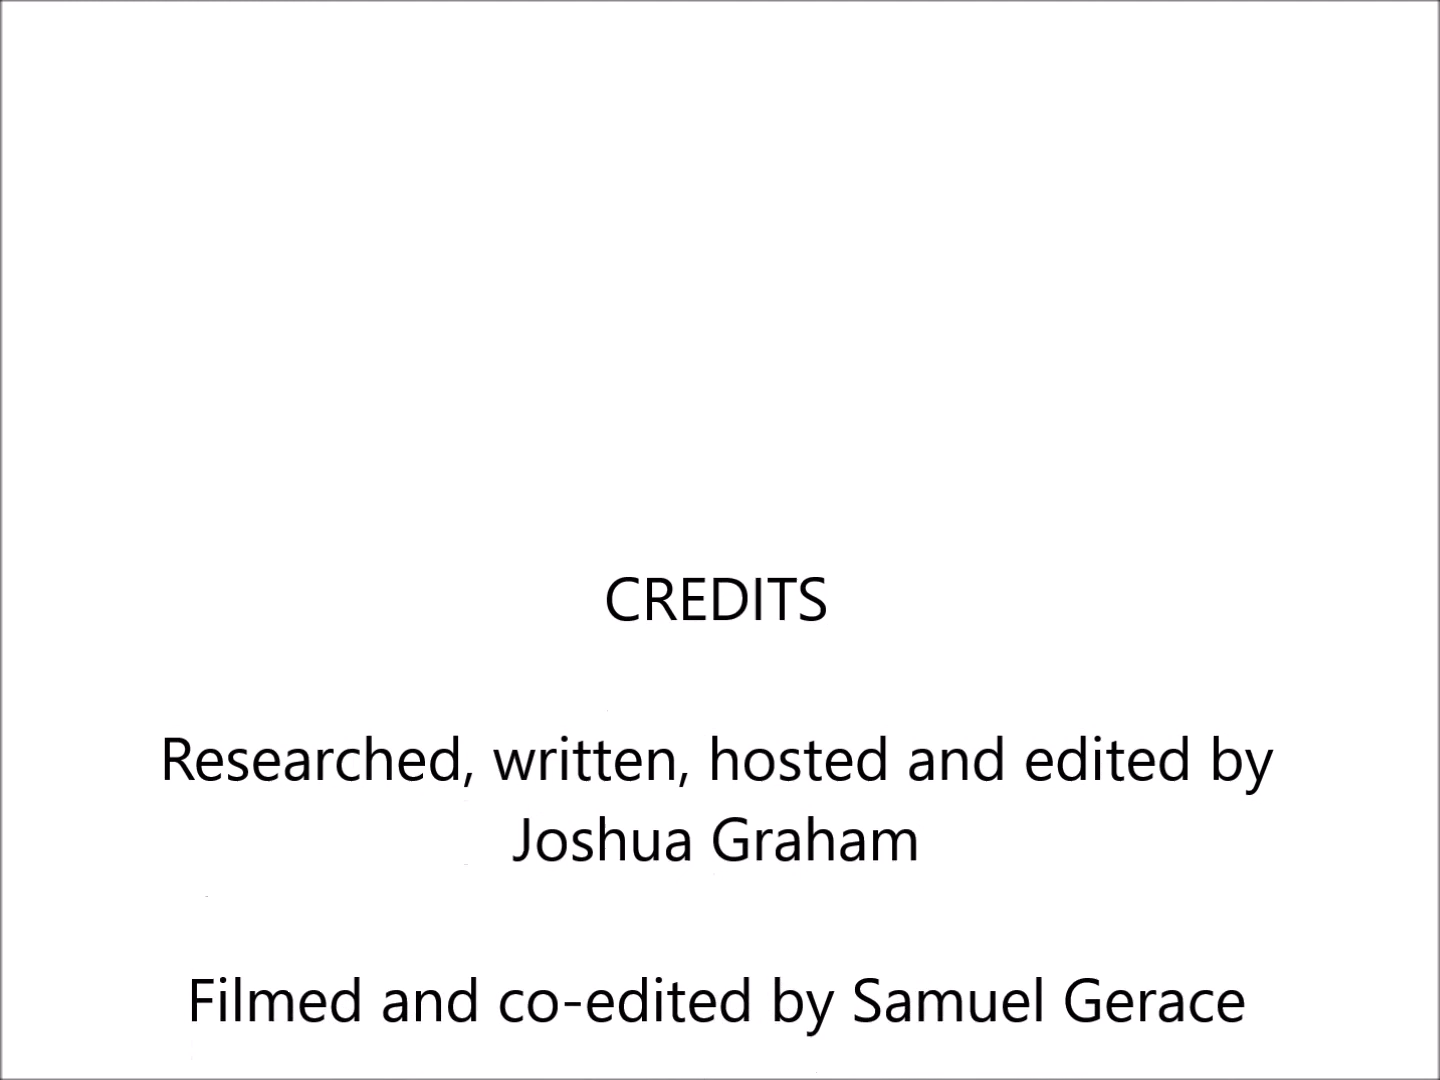 CREDITS
Researched, written, hosted and edited by
Joshua Graham
Filmed and co-edited by Samuel Gerace